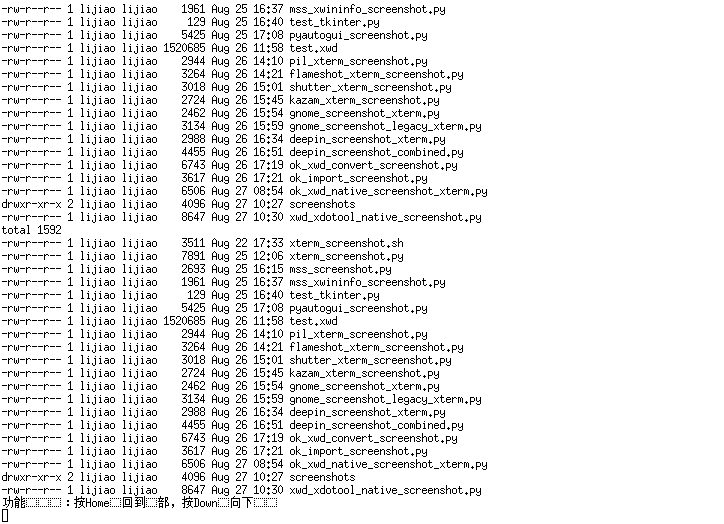 -rw-r--r-- 1 lijiao lijiao    1961 Aug 25 16:37 mss_xwininfo_screenshot.py
-rw-r--r-- 1 lijiao lijiao     129 Aug 25 16:40 test_tkinter.py
-rw-r--r-- 1 lijiao lijiao    5425 Aug 25 17:08 pyautogui_screenshot.py
-rw-r--r-- 1 lijiao lijiao 1520685 Aug 26 11:58 test.xwd
-rw-r--r-- 1 lijiao lijiao    2944 Aug 26 14:10 pil_xterm_screenshot.py
-rw-r--r-- 1 lijiao lijiao    3264 Aug 26 14:21 flameshot_xterm_screenshot.py
-rw-r--r-- 1 lijiao lijiao    3018 Aug 26 15:01 shutter_xterm_screenshot.py
-rw-r--r-- 1 lijiao lijiao    2724 Aug 26 15:45 kazam_xterm_screenshot.py
-rw-r--r-- 1 lijiao lijiao    2462 Aug 26 15:54 gnome_screenshot_xterm.py
-rw-r--r-- 1 lijiao lijiao    3134 Aug 26 15:59 gnome_screenshot_legacy_xterm.py
-rw-r--r-- 1 lijiao lijiao    2988 Aug 26 16:34 deepin_screenshot_xterm.py
-rw-r--r-- 1 lijiao lijiao    4455 Aug 26 16:51 deepin_screenshot_combined.py
-rw-r--r-- 1 lijiao lijiao    6743 Aug 26 17:19 ok_xwd_convert_screenshot.py
-rw-r--r-- 1 lijiao lijiao    3617 Aug 26 17:21 ok_import_screenshot.py
-rw-r--r-- 1 lijiao lijiao    6506 Aug 27 08:54 ok_xwd_native_screenshot_xterm.py
drwxr-xr-x 2 lijiao lijiao    4096 Aug 27 10:27 screenshots
-rw-r--r-- 1 lijiao lijiao    8647 Aug 27 10:30 xwd_xdotool_native_screenshot.py
total 1592
-rw-r--r-- 1 lijiao lijiao    3511 Aug 22 17:33 xterm_screenshot.sh
-rw-r--r-- 1 lijiao lijiao    7891 Aug 25 12:06 xterm_screenshot.py
-rw-r--r-- 1 lijiao lijiao    2693 Aug 25 16:15 mss_screenshot.py
-rw-r--r-- 1 lijiao lijiao    1961 Aug 25 16:37 mss_xwininfo_screenshot.py
-rw-r--r-- 1 lijiao lijiao     129 Aug 25 16:40 test_tkinter.py
-rw-r--r-- 1 lijiao lijiao    5425 Aug 25 17:08 pyautogui_screenshot.py
-rw-r--r-- 1 lijiao lijiao 1520685 Aug 26 11:58 test.xwd
-rw-r--r-- 1 lijiao lijiao    2944 Aug 26 14:10 pil_xterm_screenshot.py
-rw-r--r-- 1 lijiao lijiao    3264 Aug 26 14:21 flameshot_xterm_screenshot.py
-rw-r--r-- 1 lijiao lijiao    3018 Aug 26 15:01 shutter_xterm_screenshot.py
-rw-r--r-- 1 lijiao lijiao    2724 Aug 26 15:45 kazam_xterm_screenshot.py
-rw-r--r-- 1 lijiao lijiao    2462 Aug 26 15:54 gnome_screenshot_xterm.py
-rw-r--r-- 1 lijiao lijiao    3134 Aug 26 15:59 gnome_screenshot_legacy_xterm.py
-rw-r--r-- 1 lijiao lijiao    2988 Aug 26 16:34 deepin_screenshot_xterm.py
-rw-r--r-- 1 lijiao lijiao    4455 Aug 26 16:51 deepin_screenshot_combined.py
-rw-r--r-- 1 lijiao lijiao    6743 Aug 26 17:19 ok_xwd_convert_screenshot.py
-rw-r--r-- 1 lijiao lijiao    3617 Aug 26 17:21 ok_import_screenshot.py
-rw-r--r-- 1 lijiao lijiao    6506 Aug 27 08:54 ok_xwd_native_screenshot_xterm.py
drwxr-xr-x 2 lijiao lijiao    4096 Aug 27 10:27 screenshots
-rw-r--r-- 1 lijiao lijiao    8647 Aug 27 10:30 xwd_xdotool_native_screenshot.py
功能：按Home回到部，按Down向下